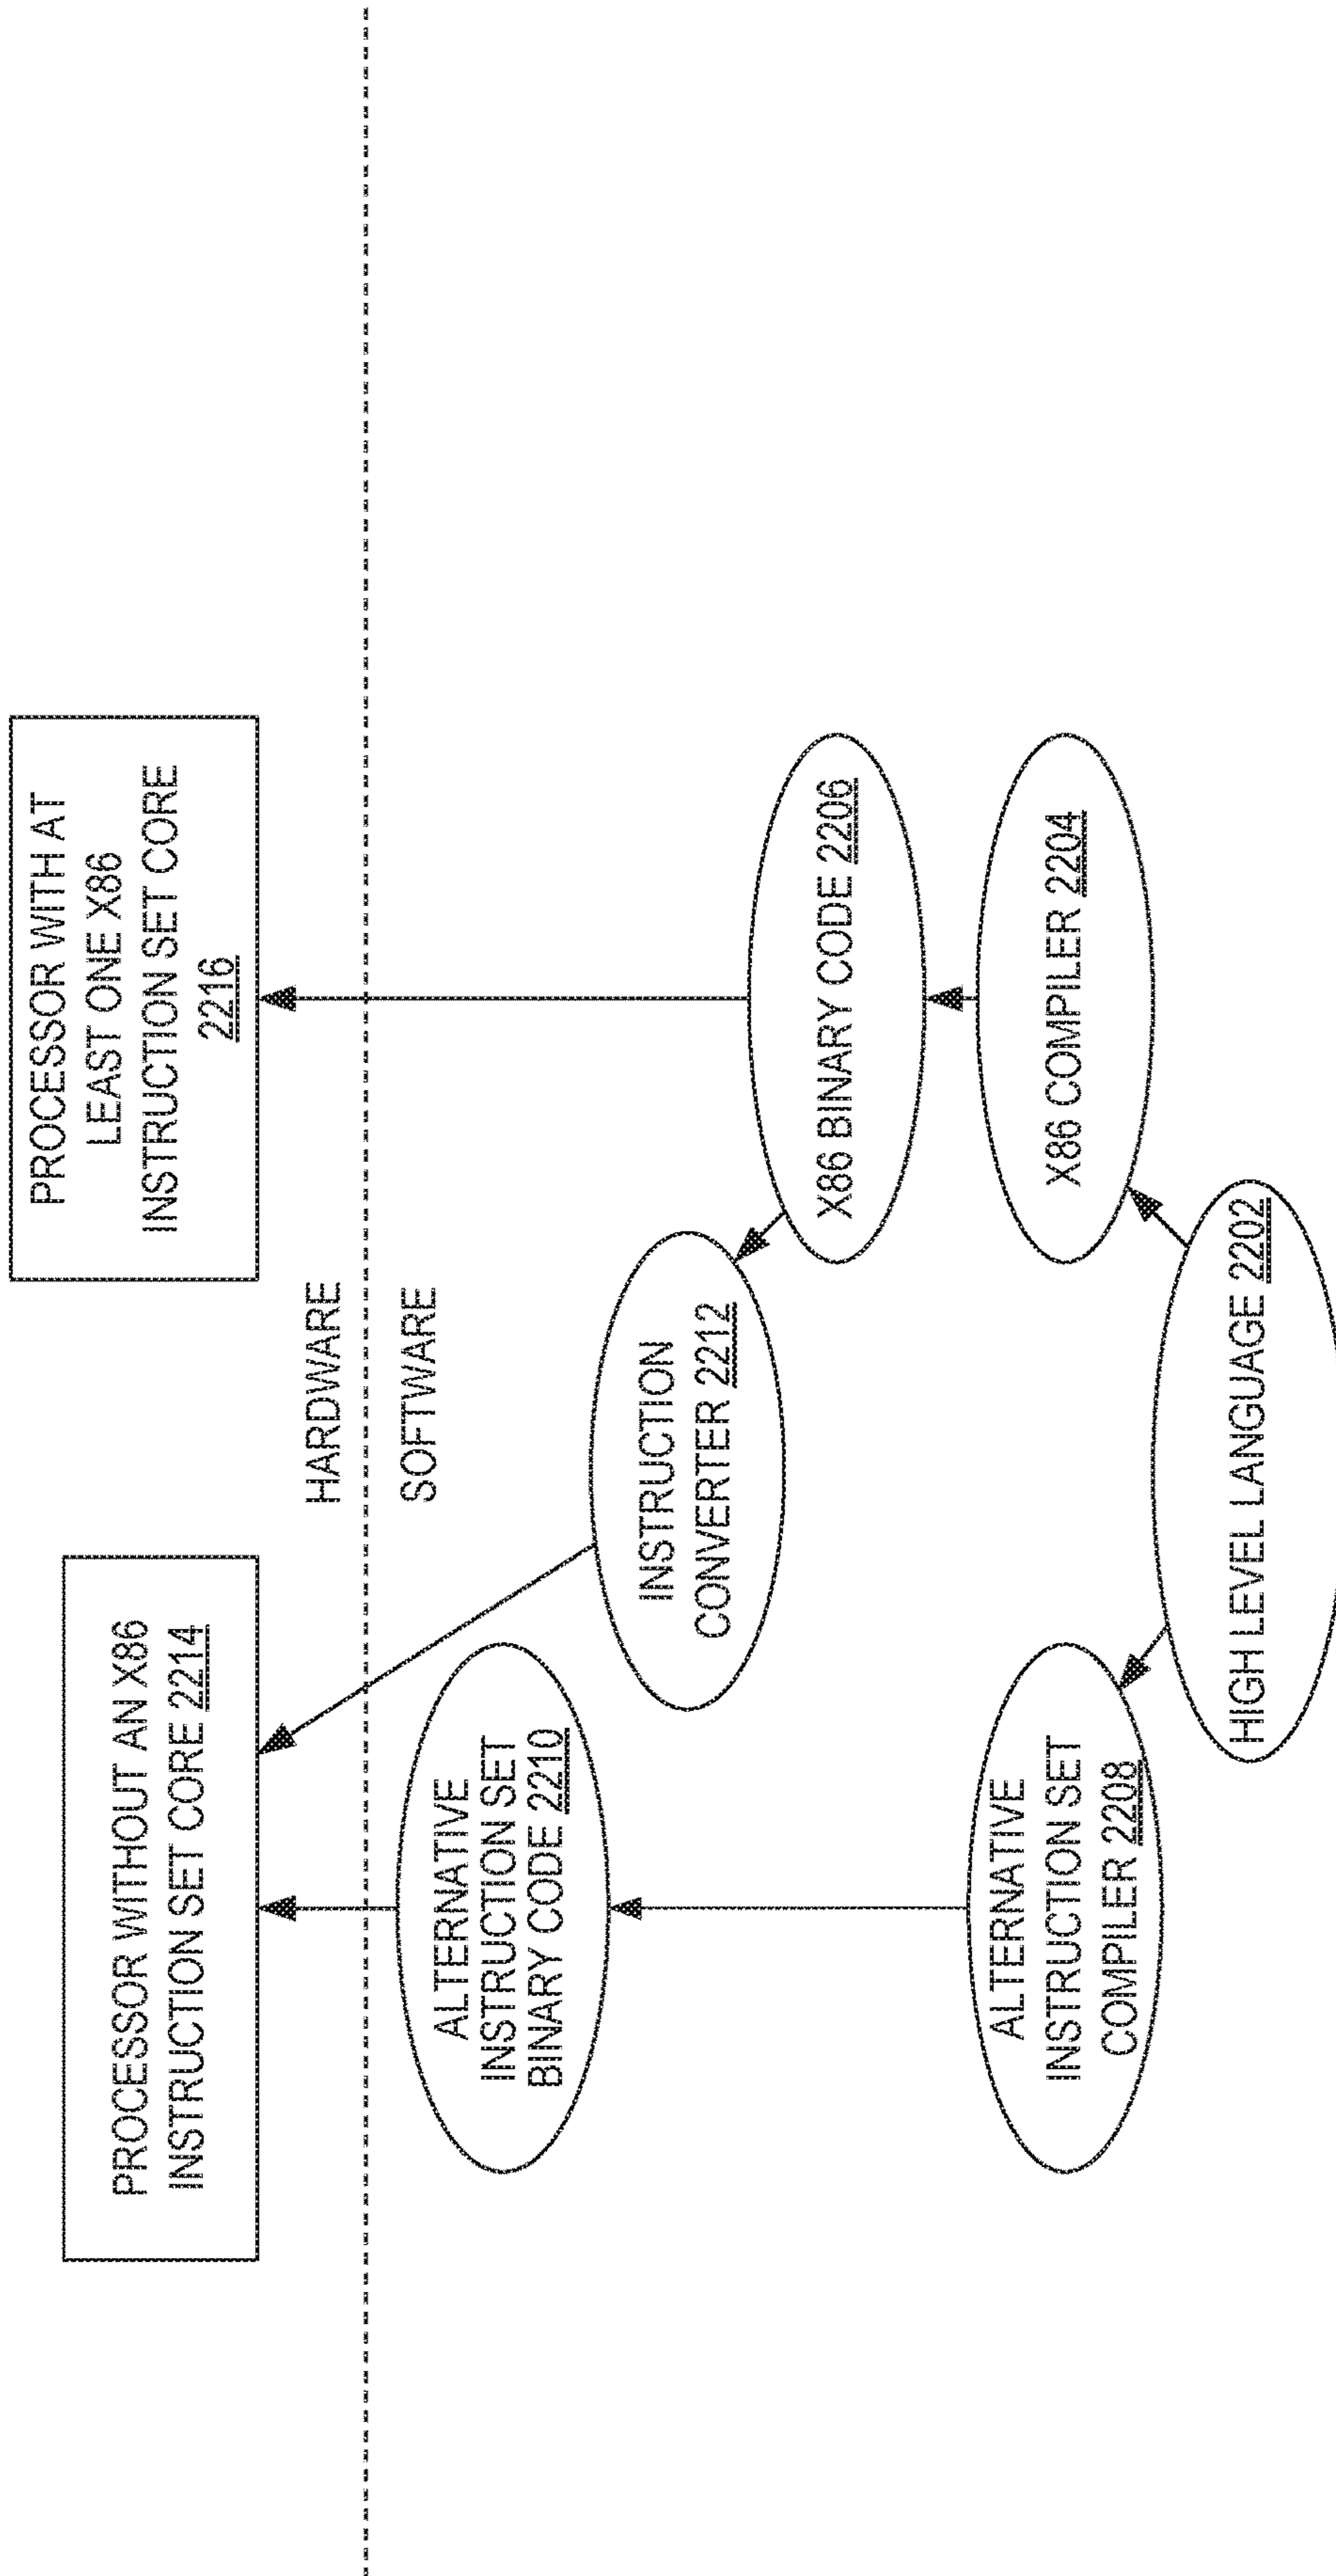 PROCESSOR WITHOUT AN X86
INSTRUCTION SET CORE 2214
PROCESSOR WITH AT
LEAST ONE X86
INSTRUCTION SET CORE
2216
HARDWARE
SOFTWARE
ALTERNATIVE
INSTRUCTION SET
BINARY CODE 2210
INSTRUCTION
CONVERTER 2212
X86 BINARY CODE 2206
ALTERNATIVE
INSTRUCTION SET
COMPILER 2208
X86 COMPILER 2204
HIGH LEVEL LANGUAGE 2202